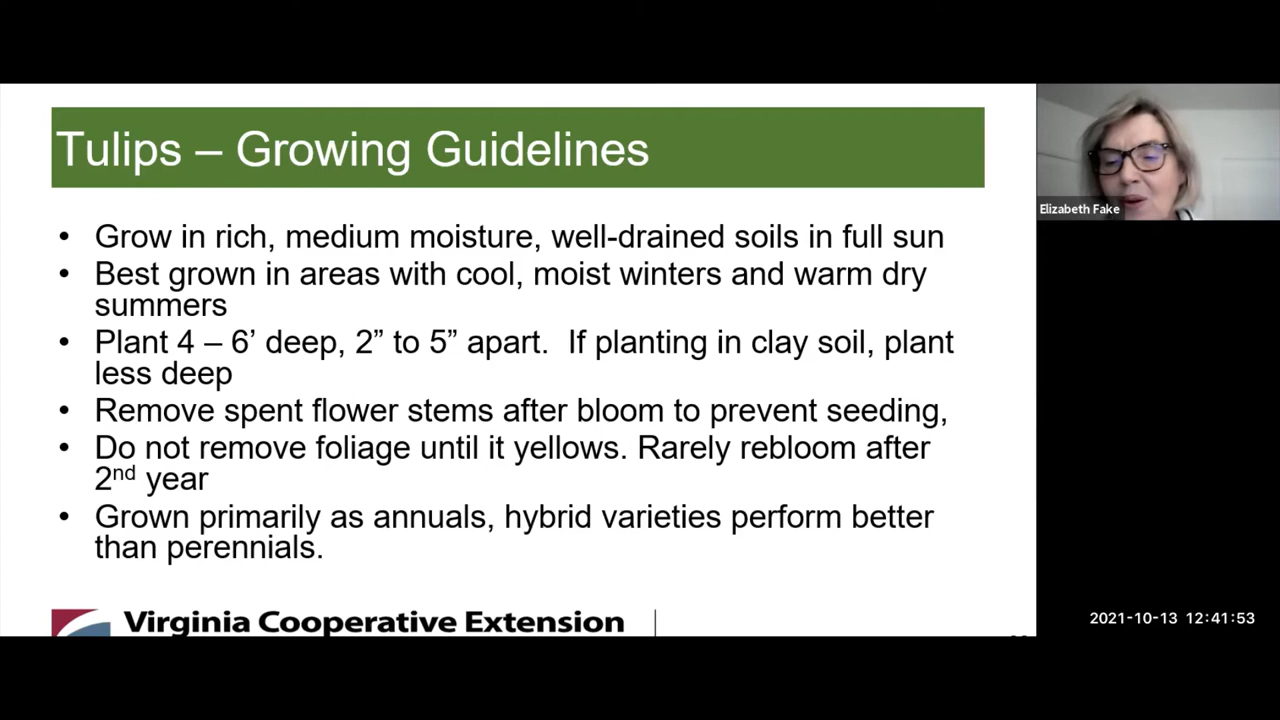 Tulips – Growing Guidelines
• Grow in rich, medium moisture, well-drained soils in full sun
• Best grown in areas with cool, moist winters and warm dry
summers
• Plant 4 – 6’ deep, 2” to 5” apart.  If planting in clay soil, plant
less deep
• Remove spent flower stems after bloom to prevent seeding,
• Do not remove foliage until it yellows. Rarely rebloom after
2nd year
• Grown primarily as annuals, hybrid varieties perform better
than perennials.
Virginia Cooperative Extension
Elizabeth Fake
2021-10-13 12:41:53